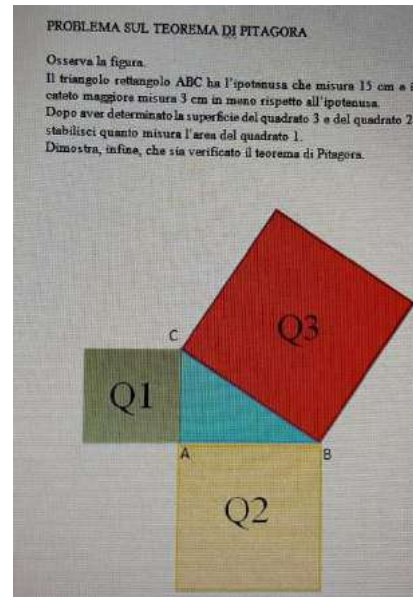 PROBLEMA SUL TEOREMA DI PITAGORA
Osserva la figura.
Il triangolo rettangolo ABC ha l'ipotenusa che misura 15 cm e i
cateto maggiore misura 3 cm in meno rispetto all'ipotenusa.
Dopo aver determinato la superficie del quadrato 3 e del quadrato 2
stabilisci quanto misura l'area del quadrato 1.
Dimostra, infine, che sia verificato il teorema di Pitagora.
Q3
C
Q1
A
B
Q2